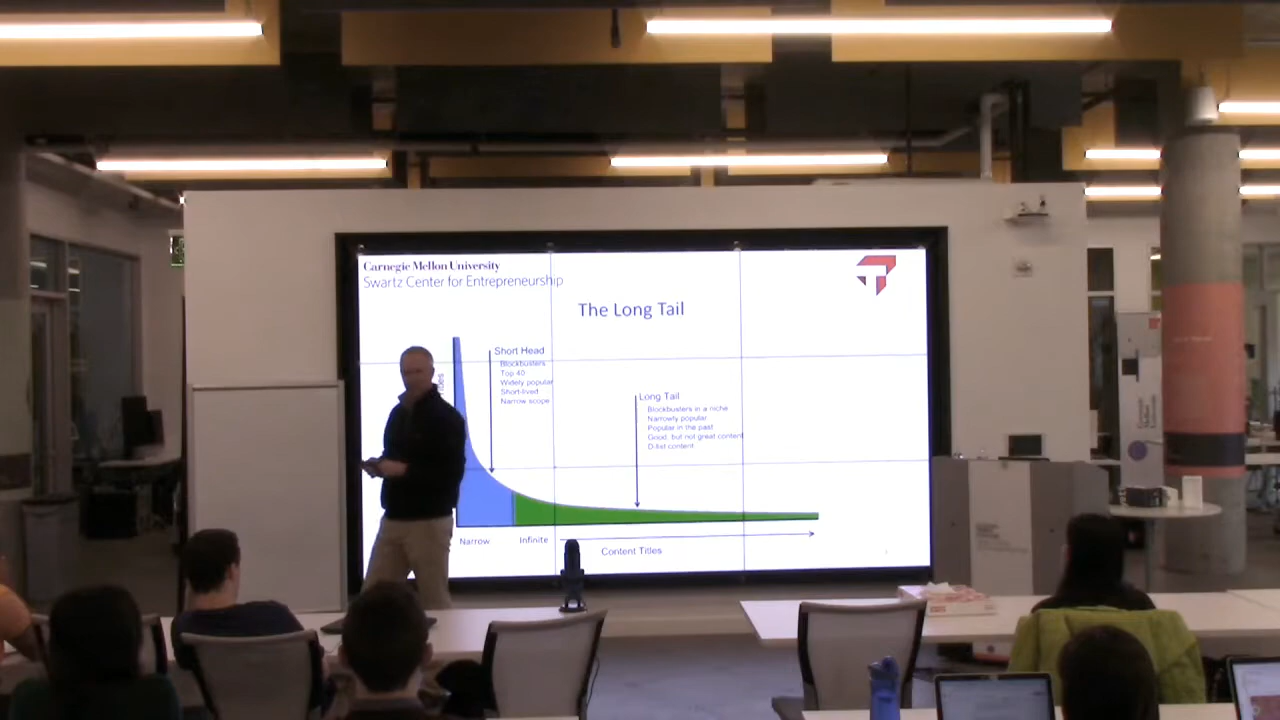 Carnegie Mellon University
Swartz Center for Entrepreneurship
The Long Tail
Short Head
Blockbusters
Top 40
Widely popular
Short-lived
Narrow scope
Long Tail
Blockbusters in a niche
Narrowly popular
Popular in the past
Good, but not great content
D-list content
Narrow
Infinite
Content Titles